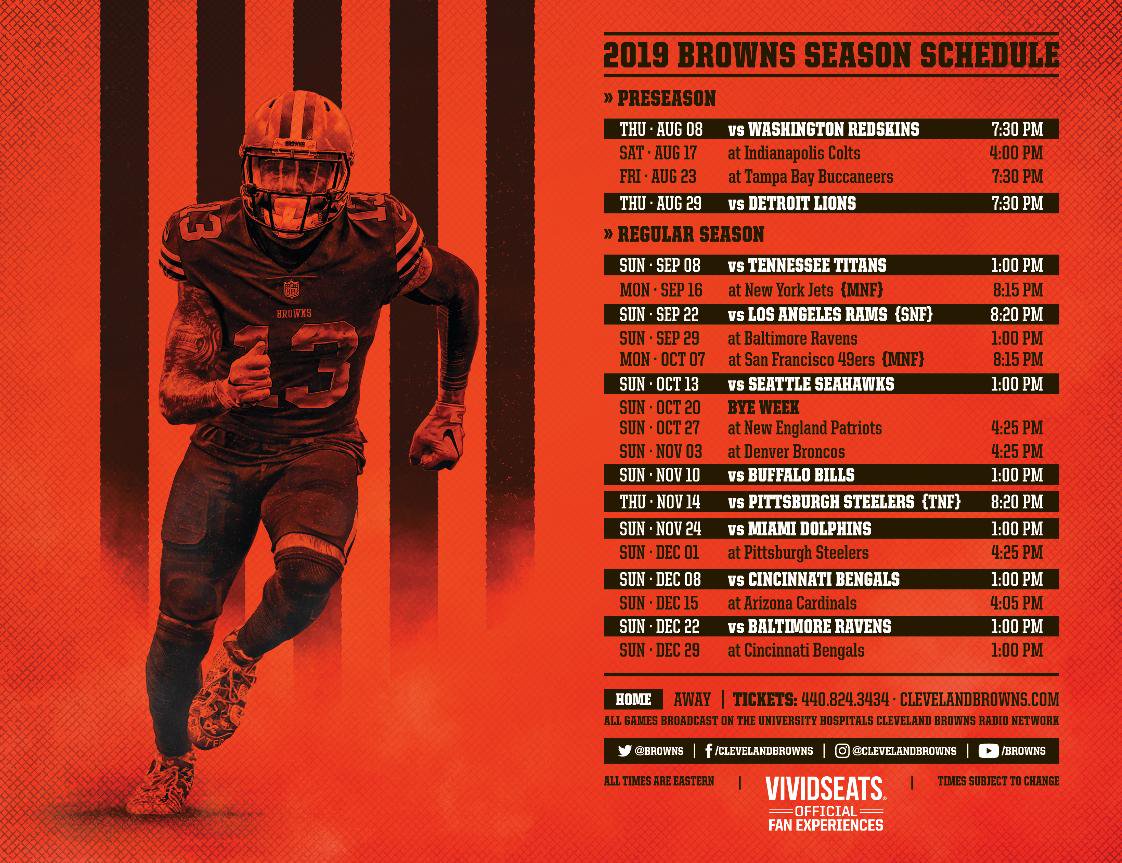 2019 BROWNS SEASON SCHEDULE
» PRESEASON
THU · AUG 08 vs WASHINGTON REDSKINS 7:30 PM
SAT · AUG 17 at Indianapolis Colts 4:00 PM
FRI · AUG 23 at Tampa Bay Buccaneers 7:30 PM
THU · AUG 29 vs DETROIT LIONS 7:30 PM
» REGULAR SEASON
SUN · SEP 08 vs TENNESSEE TITANS 1:00 PM
MON · SEP 16 at New York Jets {MNF} 8:15 PM
SUN · SEP 22 vs LOS ANGELES RAMS {SNF} 8:20 PM
SUN · SEP 29 at Baltimore Ravens 1:00 PM
MON · OCT 07 at San Francisco 49ers {MNF} 8:15 PM
SUN · OCT 13 vs SEATTLE SEAHAWKS 1:00 PM
SUN · OCT 20 BYE WEEK
SUN · OCT 27 at New England Patriots 4:25 PM
SUN · NOV 03 at Denver Broncos 4:25 PM
SUN · NOV 10 vs BUFFALO BILLS 1:00 PM
THU · NOV 14 vs PITTSBURGH STEELERS {TNF} 8:20 PM
SUN · NOV 24 vs MIAMI DOLPHINS 1:00 PM
SUN · DEC 01 at Pittsburgh Steelers 4:25 PM
SUN · DEC 08 vs CINCINNATI BENGALS 1:00 PM
SUN · DEC 15 at Arizona Cardinals 4:05 PM
SUN · DEC 22 vs BALTIMORE RAVENS 1:00 PM
SUN · DEC 29 at Cincinnati Bengals 1:00 PM
HOME AWAY | TICKETS: 440.824.3434 · CLEVELANDBROWNS.COM
ALL GAMES BROADCAST ON THE UNIVERSITY HOSPITALS CLEVELAND BROWNS RADIO NETWORK
@BROWNS | /CLEVELANDBROWNS | @CLEVELANDBROWNS | /BROWNS
ALL TIMES ARE EASTERN | VIVIDSEATS® | TIMES SUBJECT TO CHANGE
OFFICIAL
FAN EXPERIENCES
BROWNS
13
13
NFL
BROWNS
13